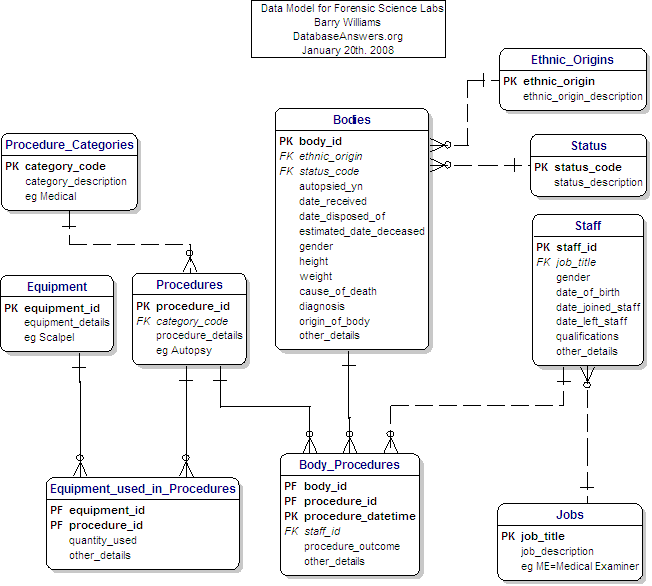 Data Model for Forensic Science Labs
Barry Williams
DatabaseAnswers.org
January 20th. 2008
Ethnic_Origins
PK ethnic_origin
ethnic_origin_description
Bodies
PK body_id
FK ethnic_origin
FK status_code
autopsied_yn
date_received
date_disposed_of
estimated_date_deceased
gender
height
weight
cause_of_death
diagnosis
origin_of_body
other_details
Procedure_Categories
PK category_code
category_description
eg Medical
Status
PK status_code
status_description
Staff
PK staff_id
FK job_title
gender
date_of_birth
date_joined_staff
date_left_staff
qualifications
other_details
Equipment
PK equipment_id
equipment_details
eg Scalpel
Procedures
PK procedure_id
FK category_code
procedure_details
eg Autopsy
Equipment_used_in_Procedures
PF equipment_id
PF procedure_id
quantity_used
other_details
Body_Procedures
PF body_id
PF procedure_id
PK procedure_datetime
FK staff_id
procedure_outcome
other_details
Jobs
PK job_title
job_description
eg ME=Medical Examiner